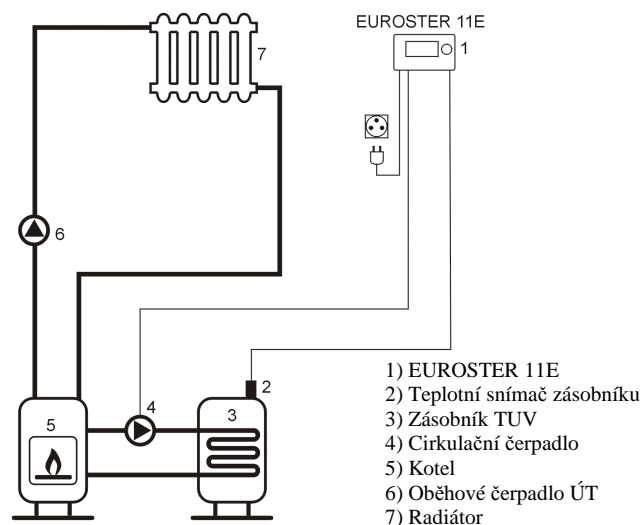 EUROSTER 11E
1
7
6
2
4
3
5
1) EUROSTER 11E
2) Teplotní snímač zásobníku
3) Zásobník TUV
4) Cirkulační čerpadlo
5) Kotel
6) Oběhové čerpadlo ÚT
7) Radiátor